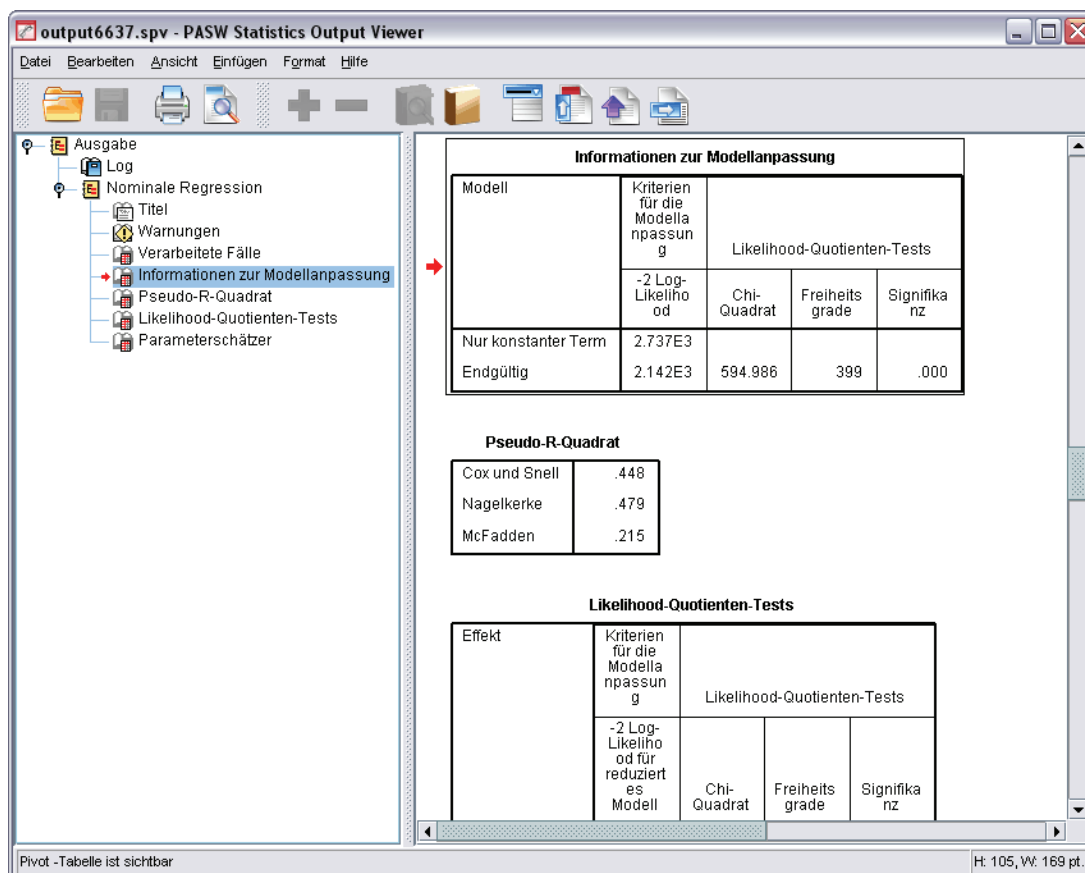 output6637.spv - PASW Statistics Output Viewer
Datei Bearbeiten Ansicht Einfügen Format Hilfe
Ausgabe
Log
Nominale Regression
Titel
Warnungen
Verarbeitete Fälle
Informationen zur Modellanpassung
Pseudo-R-Quadrat
Likelihood-Quotienten-Tests
Parameterschätzer
Informationen zur Modellanpassung
Modell
Kriterien
für die
Modella
npassun
g
Likelihood-Quotienten-Tests
-2 Log-
Likeliho
od
Chi-
Quadrat
Freiheits
grade
Signifika
nz
Nur konstanter Term 2.737E3
Endgültig 2.142E3 594.986 399 .000
Pseudo-R-Quadrat
Cox und Snell .448
Nagelkerke .479
McFadden .215
Likelihood-Quotienten-Tests
Effekt
Kriterien
für die
Modella
npassun
g
Likelihood-Quotienten-Tests
-2 Log-
Likeliho
od für
reduziert
es
Modell
Chi-
Quadrat
Freiheits
grade
Signifika
nz
Pivot -Tabelle ist sichtbar
H: 105, W: 169 pt.